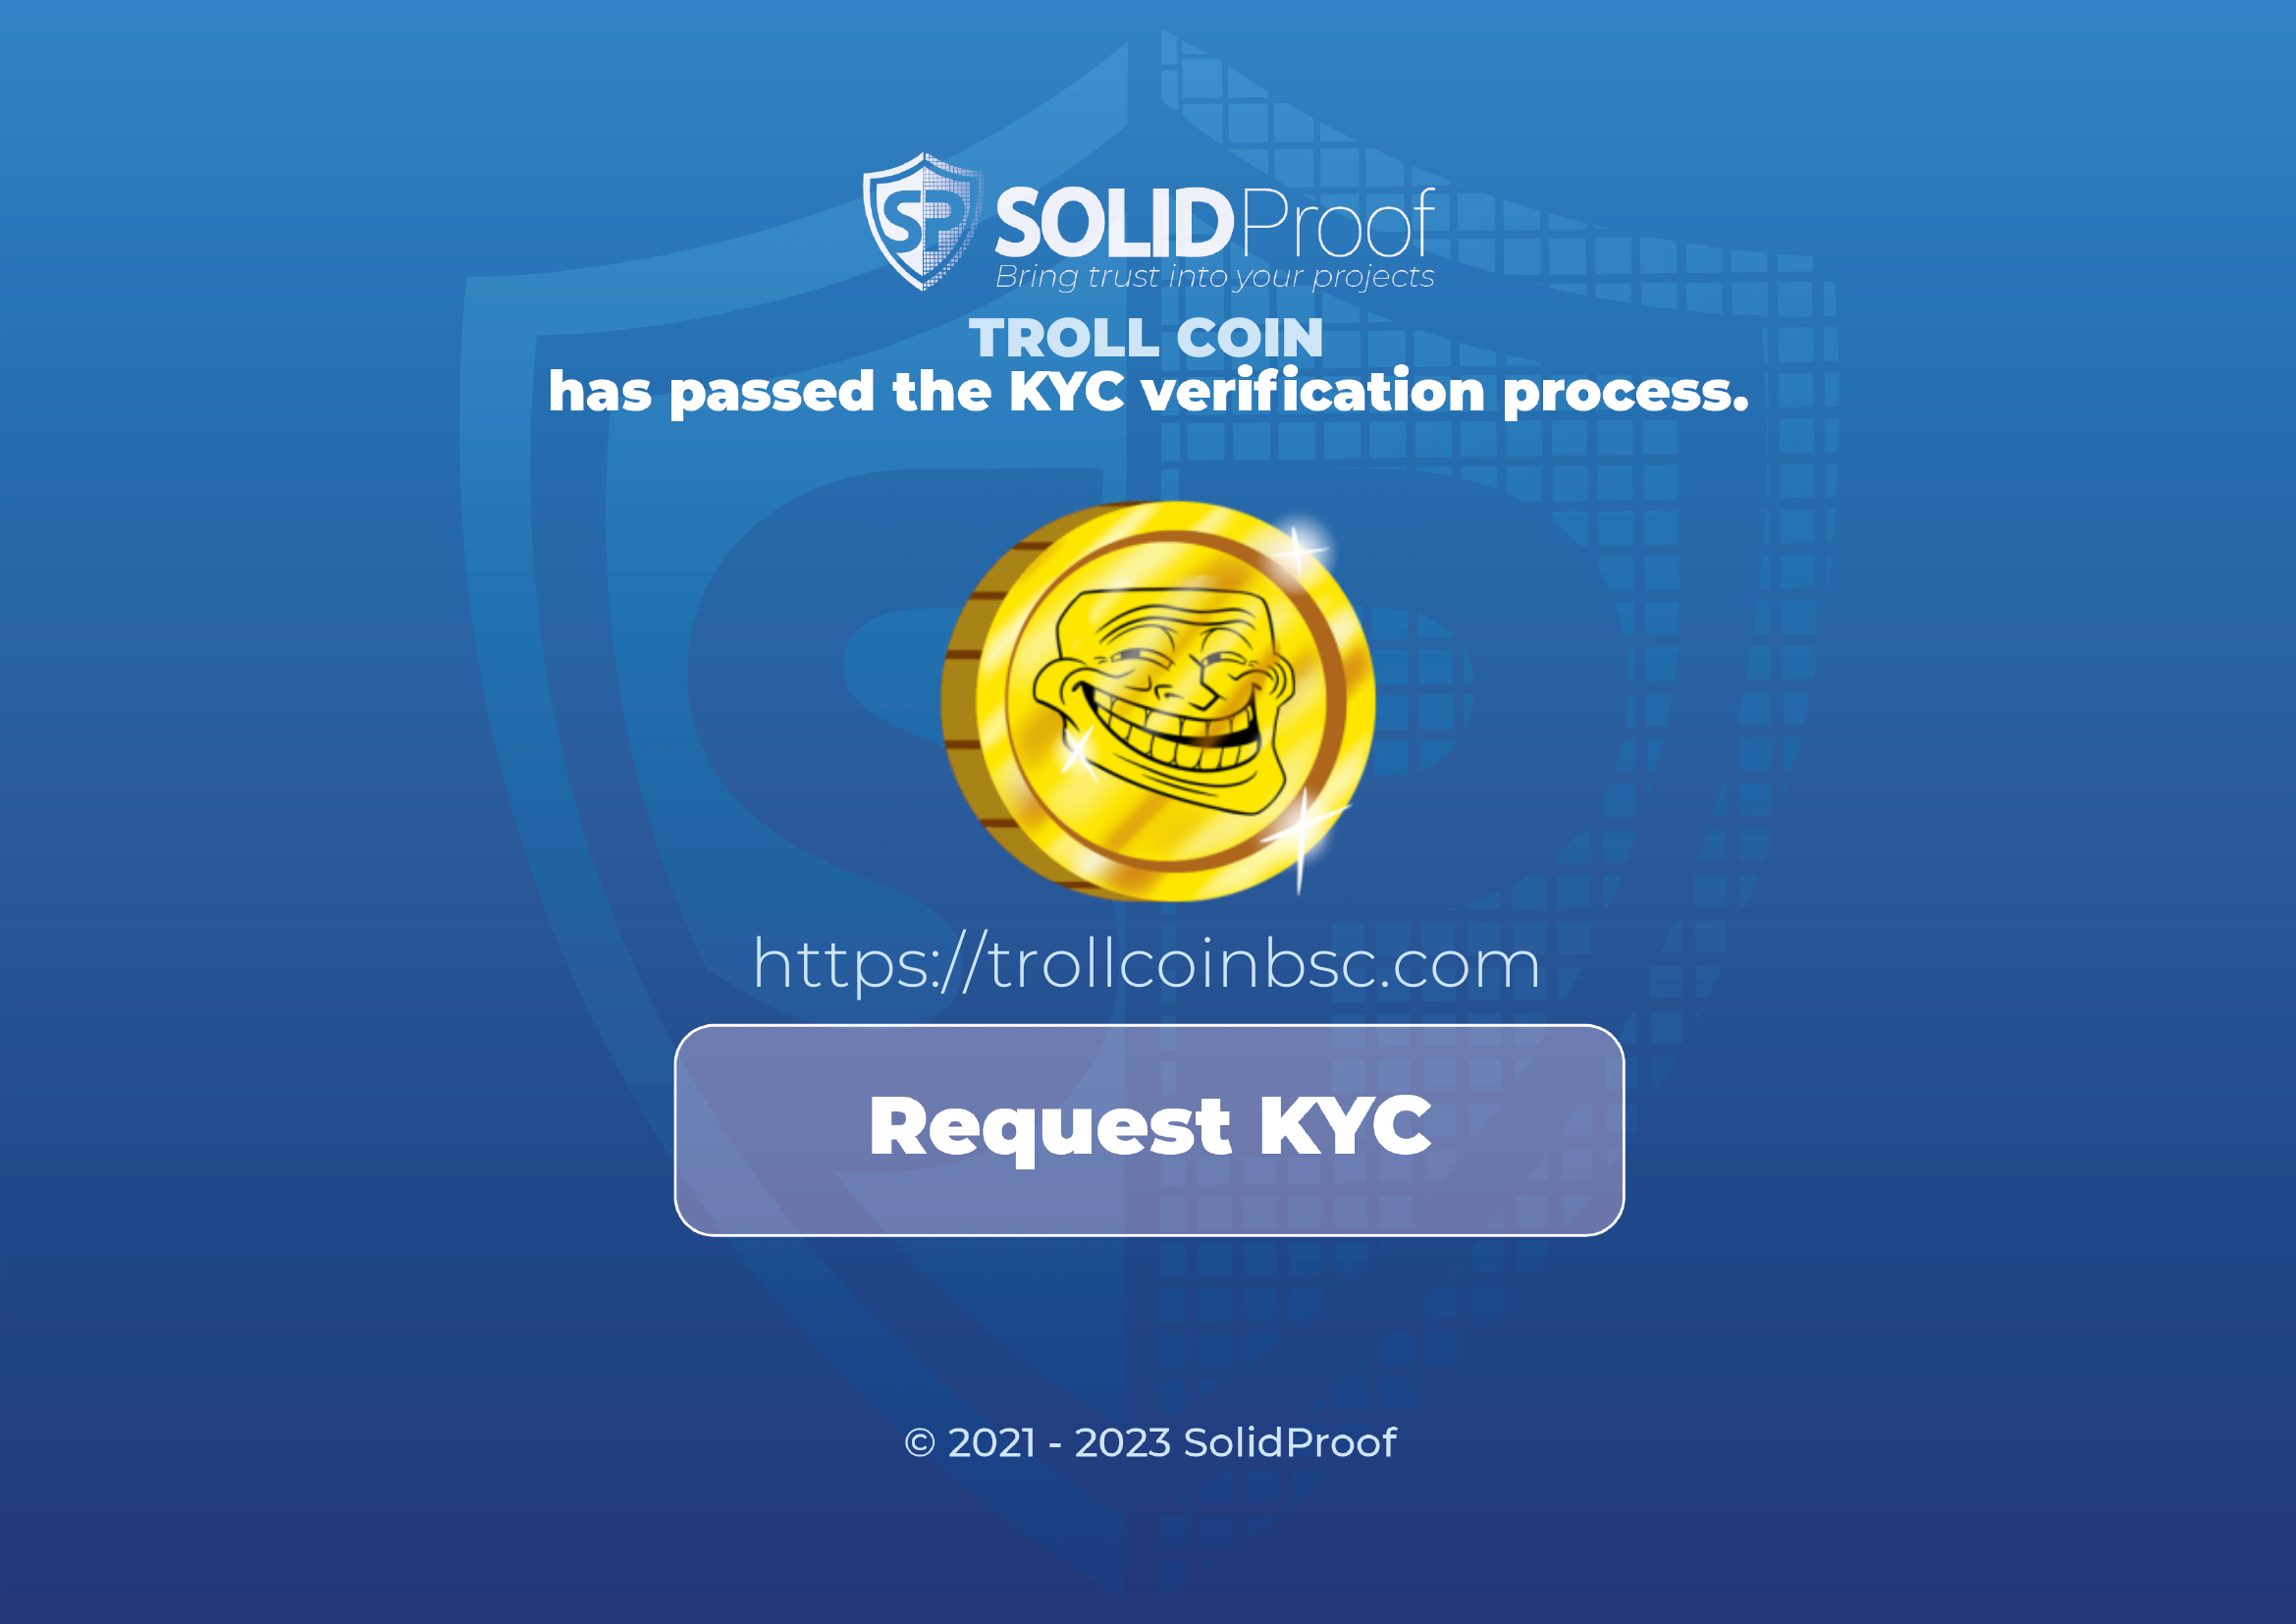 SP SOLIDProof
Bring trust into your projects
TROLL COIN
has passed the KYC verification process.
https://trollcoinbsc.com
Request KYC
© 2021 - 2023 SolidProof